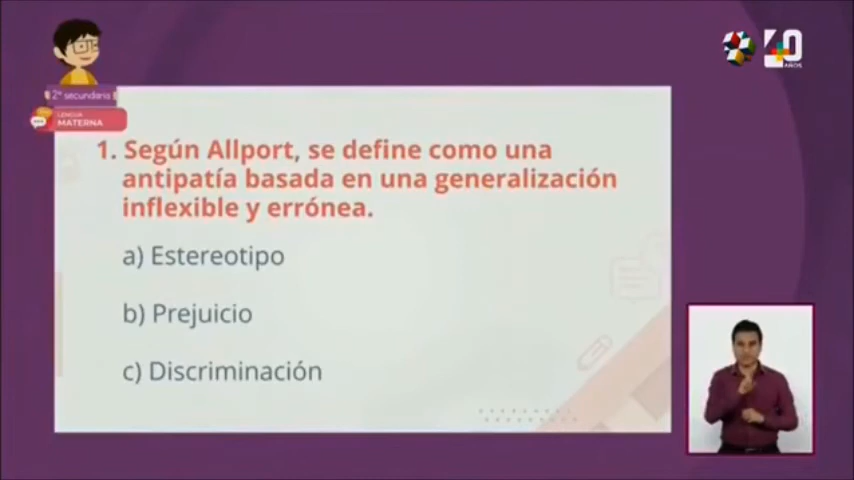 40
AÑOS
2° secundaria
LENGUA
MATERNA
1. Según Allport, se define como una
antipatía basada en una generalización
inflexible y errónea.
a) Estereotipo
b) Prejuicio
c) Discriminación